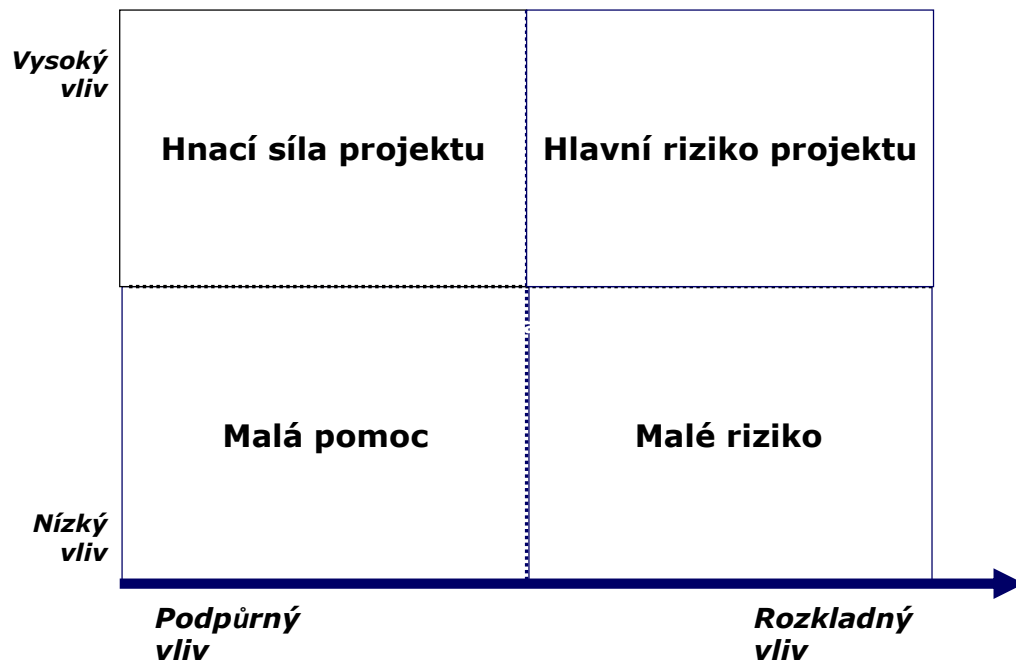 Vysoký
vliv
Hnací síla projektu
Hlavní riziko projektu
Malá pomoc
Malé riziko
Nízký
vliv
Podpůrný
vliv
Rozkladný
vliv